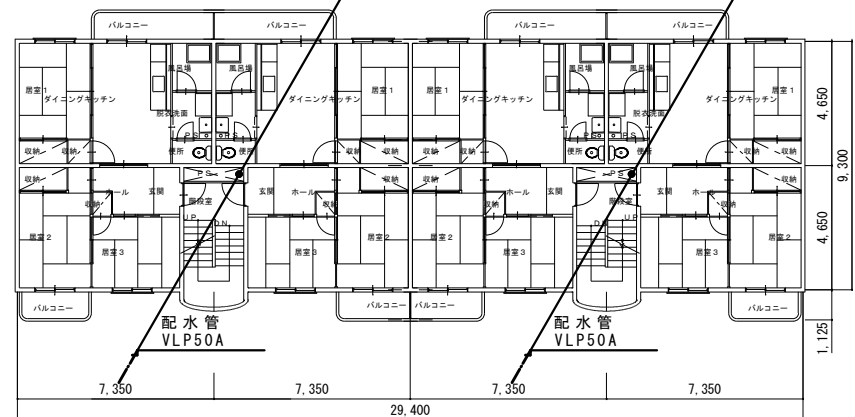 バルコニー バルコニー バルコニー バルコニー
風呂場 風呂場 風呂場 風呂場
居室1 居室1 居室1 居室1
ダイニングキッチン ダイニングキッチン ダイニングキッチン ダイニングキッチン
脱衣洗面 脱衣洗面
PS PS PS PS
収納 収納 便所 便所 収納 収納 収納 収納 便所 便所 収納 収納
収納 PS 収納 収納 PS 収納
ホール 玄関 玄関 ホール ホール 玄関 玄関 ホール
収納 階段室 収納 収納 階段室 収納
UP DN DN UP
居室2 居室3 居室3 居室2 居室2 居室3 居室3 居室2
バルコニー バルコニー バルコニー バルコニー
配水管 配水管
VLP50A VLP50A
7,350 7,350 7,350 7,350
29,400
4,650
9,300
4,650
1,125